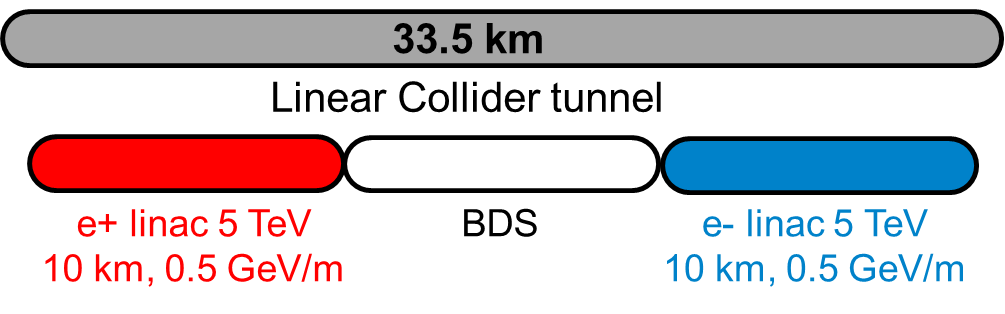 33.5 km
Linear Collider tunnel
e+ linac 5 TeV
10 km, 0.5 GeV/m
BDS
e- linac 5 TeV
10 km, 0.5 GeV/m